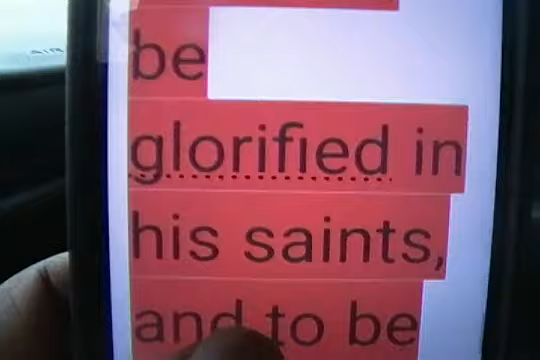 be
glorified in
his saints,
and to be